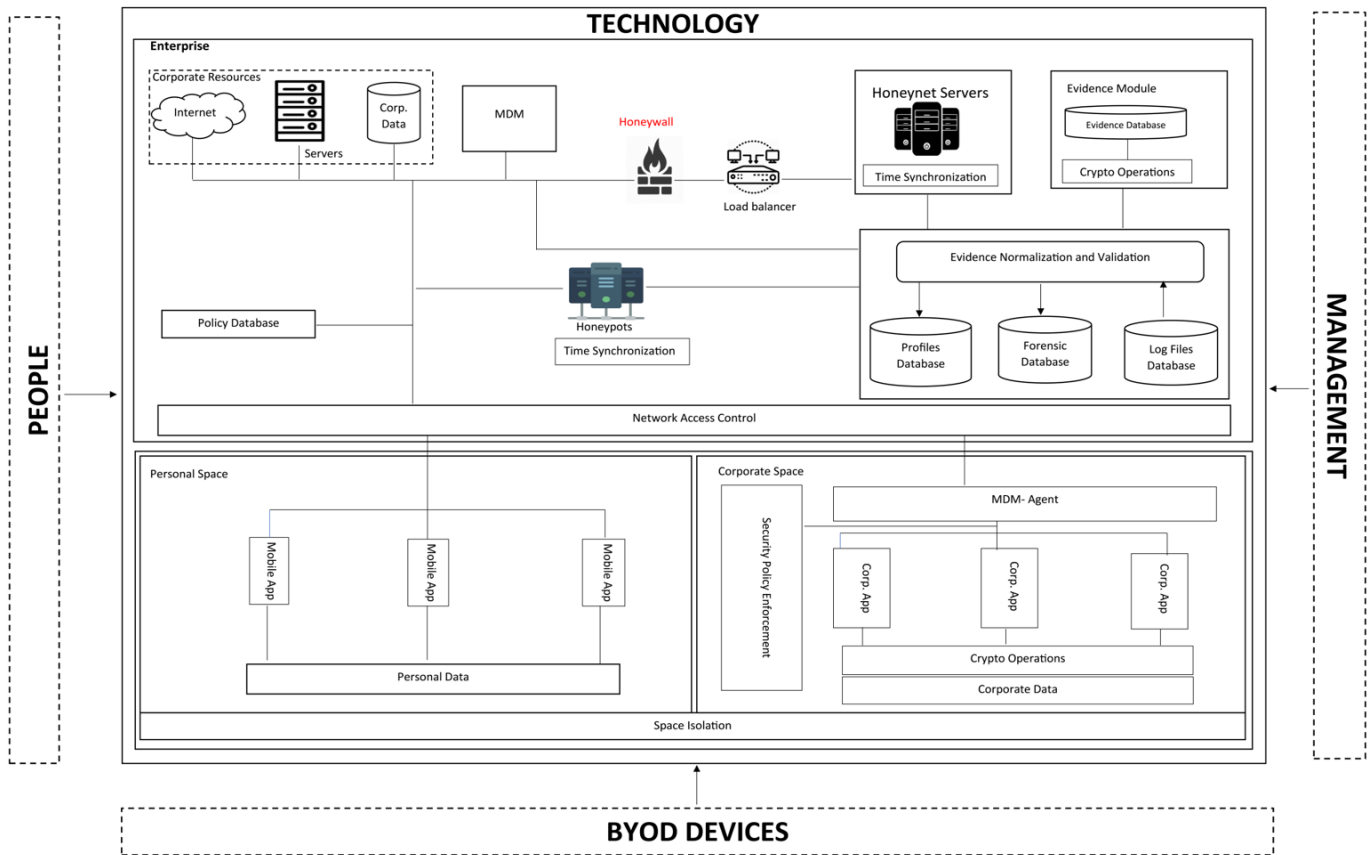 TECHNOLOGY
Enterprise
Corporate Resources
Internet
Servers
Corp.
Data
MDM
Honeywall
Load balancer
Honeynet Servers
Time Synchronization
Evidence Module
Evidence Database
Crypto Operations
Evidence Normalization and Validation
Profiles
Database
Forensic
Database
Log Files
Database
Honeypots
Time Synchronization
Policy Database
Network Access Control
PEOPLE
MANAGEMENT
Personal Space
Mobile App
Mobile App
Mobile App
Personal Data
Corporate Space
Security Policy Enforcement
MDM- Agent
Corp. App
Corp. App
Corp. App
Crypto Operations
Corporate Data
Space Isolation
BYOD DEVICES